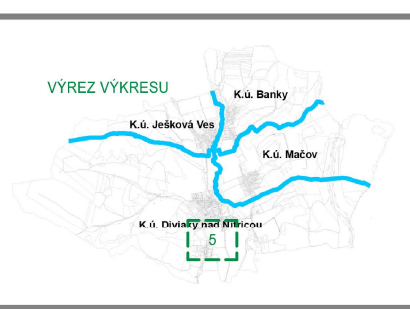 VÝREZ VÝKRESU
K.ú. Banky
K.ú. Ješková Ves
K.ú. Mačov
K.ú. Diviaky nad Nitricou
5